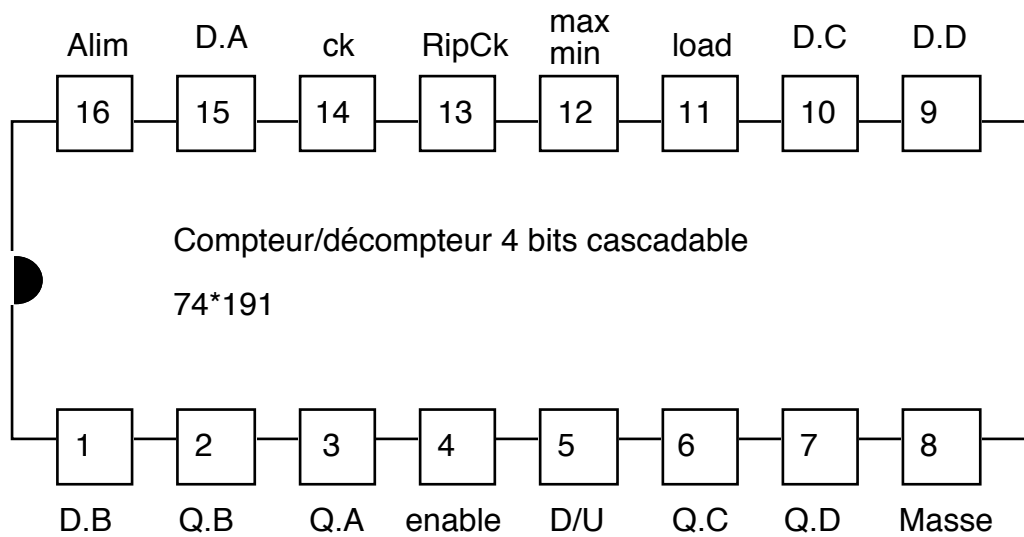 Alim D.A ck RipCk max min load D.C D.D
16 15 14 13 12 11 10 9
Compteur/décompteur 4 bits cascadable
74*191
1 2 3 4 5 6 7 8
D.B Q.B Q.A enable D/U Q.C Q.D Masse